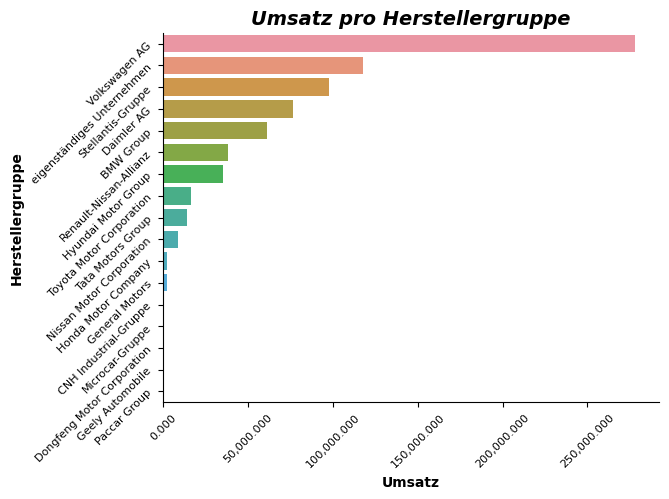 Umsatz pro Herstellergruppe
Herstellergruppe
Volkswagen AG
eigenständiges Unternehmen
Stellantis-Gruppe
Daimler AG
BMW Group
Renault-Nissan-Allianz
Hyundai Motor Group
Toyota Motor Corporation
Tata Motors Group
Nissan Motor Corporation
Honda Motor Company
General Motors
CNH Industrial-Gruppe
Microcar-Gruppe
Dongfeng Motor Corporation
Geely Automobile
Paccar Group
0.000
50,000.000
100,000.000
150,000.000
200,000.000
250,000.000
Umsatz